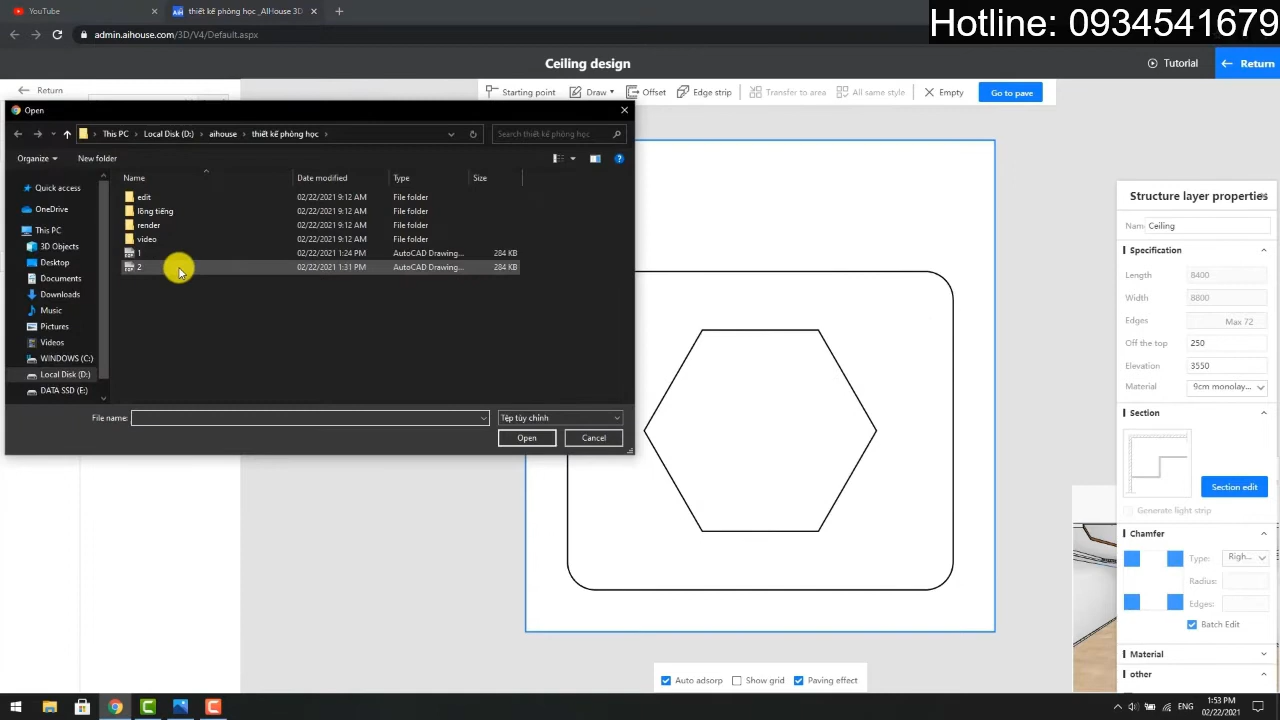 YouTube
thiết kế phòng học _AIHouse 3D
Hotline: 0934541679
admin.aihouse.com/3D/V4/Default.aspx
Ceiling design
Tutorial
Return
Return
Starting point
Draw
Offset
Edge strip
Transfer to area
All same style
Empty
Go to pave
Open
This PC
Local Disk (D:)
aihouse
thiết kế phòng học
Search thiết kế phòng học
Organize
New folder
Name
Date modified
Type
Size
Quick access
OneDrive
This PC
3D Objects
Desktop
Documents
Downloads
Music
Pictures
Videos
WINDOWS (C:)
Local Disk (D:)
DATA SSD (E:)
edit 02/22/2021 9:12 AM File folder
lồng tiếng 02/22/2021 9:12 AM File folder
render 02/22/2021 9:12 AM File folder
video 02/22/2021 9:12 AM File folder
1 02/22/2021 1:24 PM AutoCAD Drawing... 284 KB
2 02/22/2021 1:31 PM AutoCAD Drawing... 284 KB
File name:
Tệp tùy chỉnh
Open
Cancel
Structure layer properties
Nam Ceiling
Specification
Length 8400
Width 8800
Edges Max 72
Off the top 250
Elevation 3550
Material 9cm monolay...
Section
Section edit
Generate light strip
Chamfer
Type: Righ...
Radius:
Edges:
Batch Edit
Material
other
Auto adsorp
Show grid
Paving effect
ENG
1:53 PM
02/22/2021